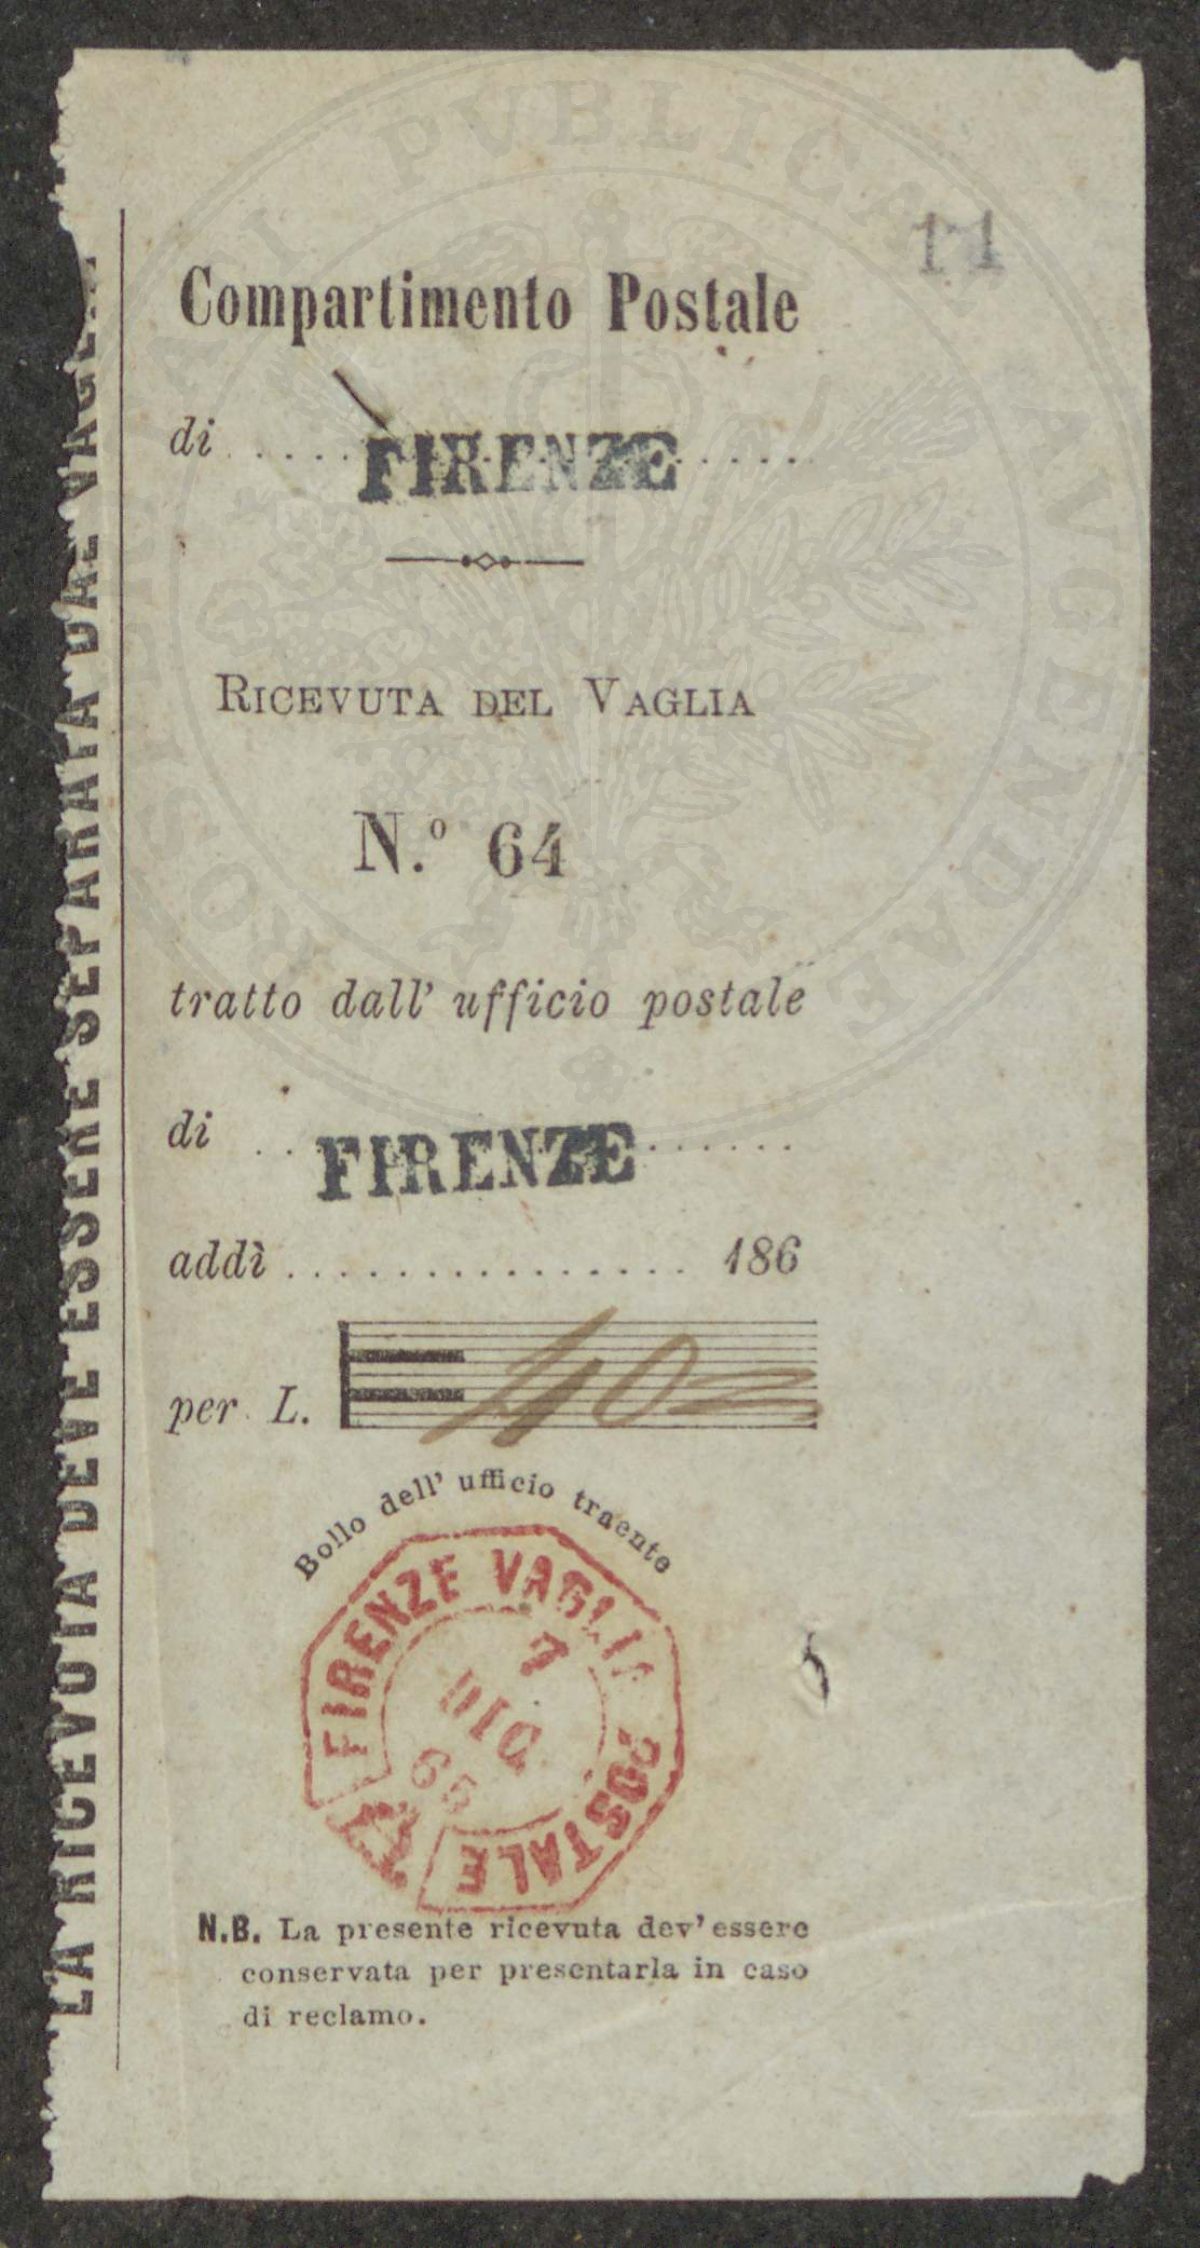 11
Compartimento Postale
di .... FIRENZE .....
RICEVUTA DEL VAGLIA
N.º 64
tratto dall' ufficio postale
di .. FIRENZE ......
addì ............... 186
per L. 40=
Bollo dell' ufficio traente
FIRENZE VAGLIA POSTALE
7
DIC
65
N.B. La presente ricevuta dev'essere
conservata per presentarla in caso
di reclamo.
LA RICEVUTA DEVE ESSERE SEPARATA DAL VAGLIA
PVBLICAE AVGENDAE